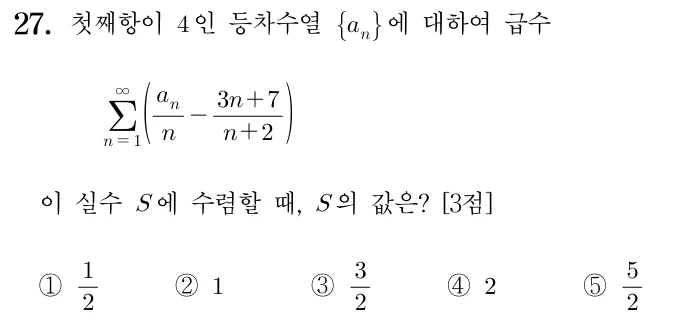 27. 첫째항이 4인 등차수열 {aₙ}에 대하여 급수
∑_{n=1}^{∞} (aₙ/n − (3n+7)/(n+2))
이 실수 S에 수렴할 때, S의 값은? [3점]
① 1/2 ② 1 ③ 3/2 ④ 2 ⑤ 5/2